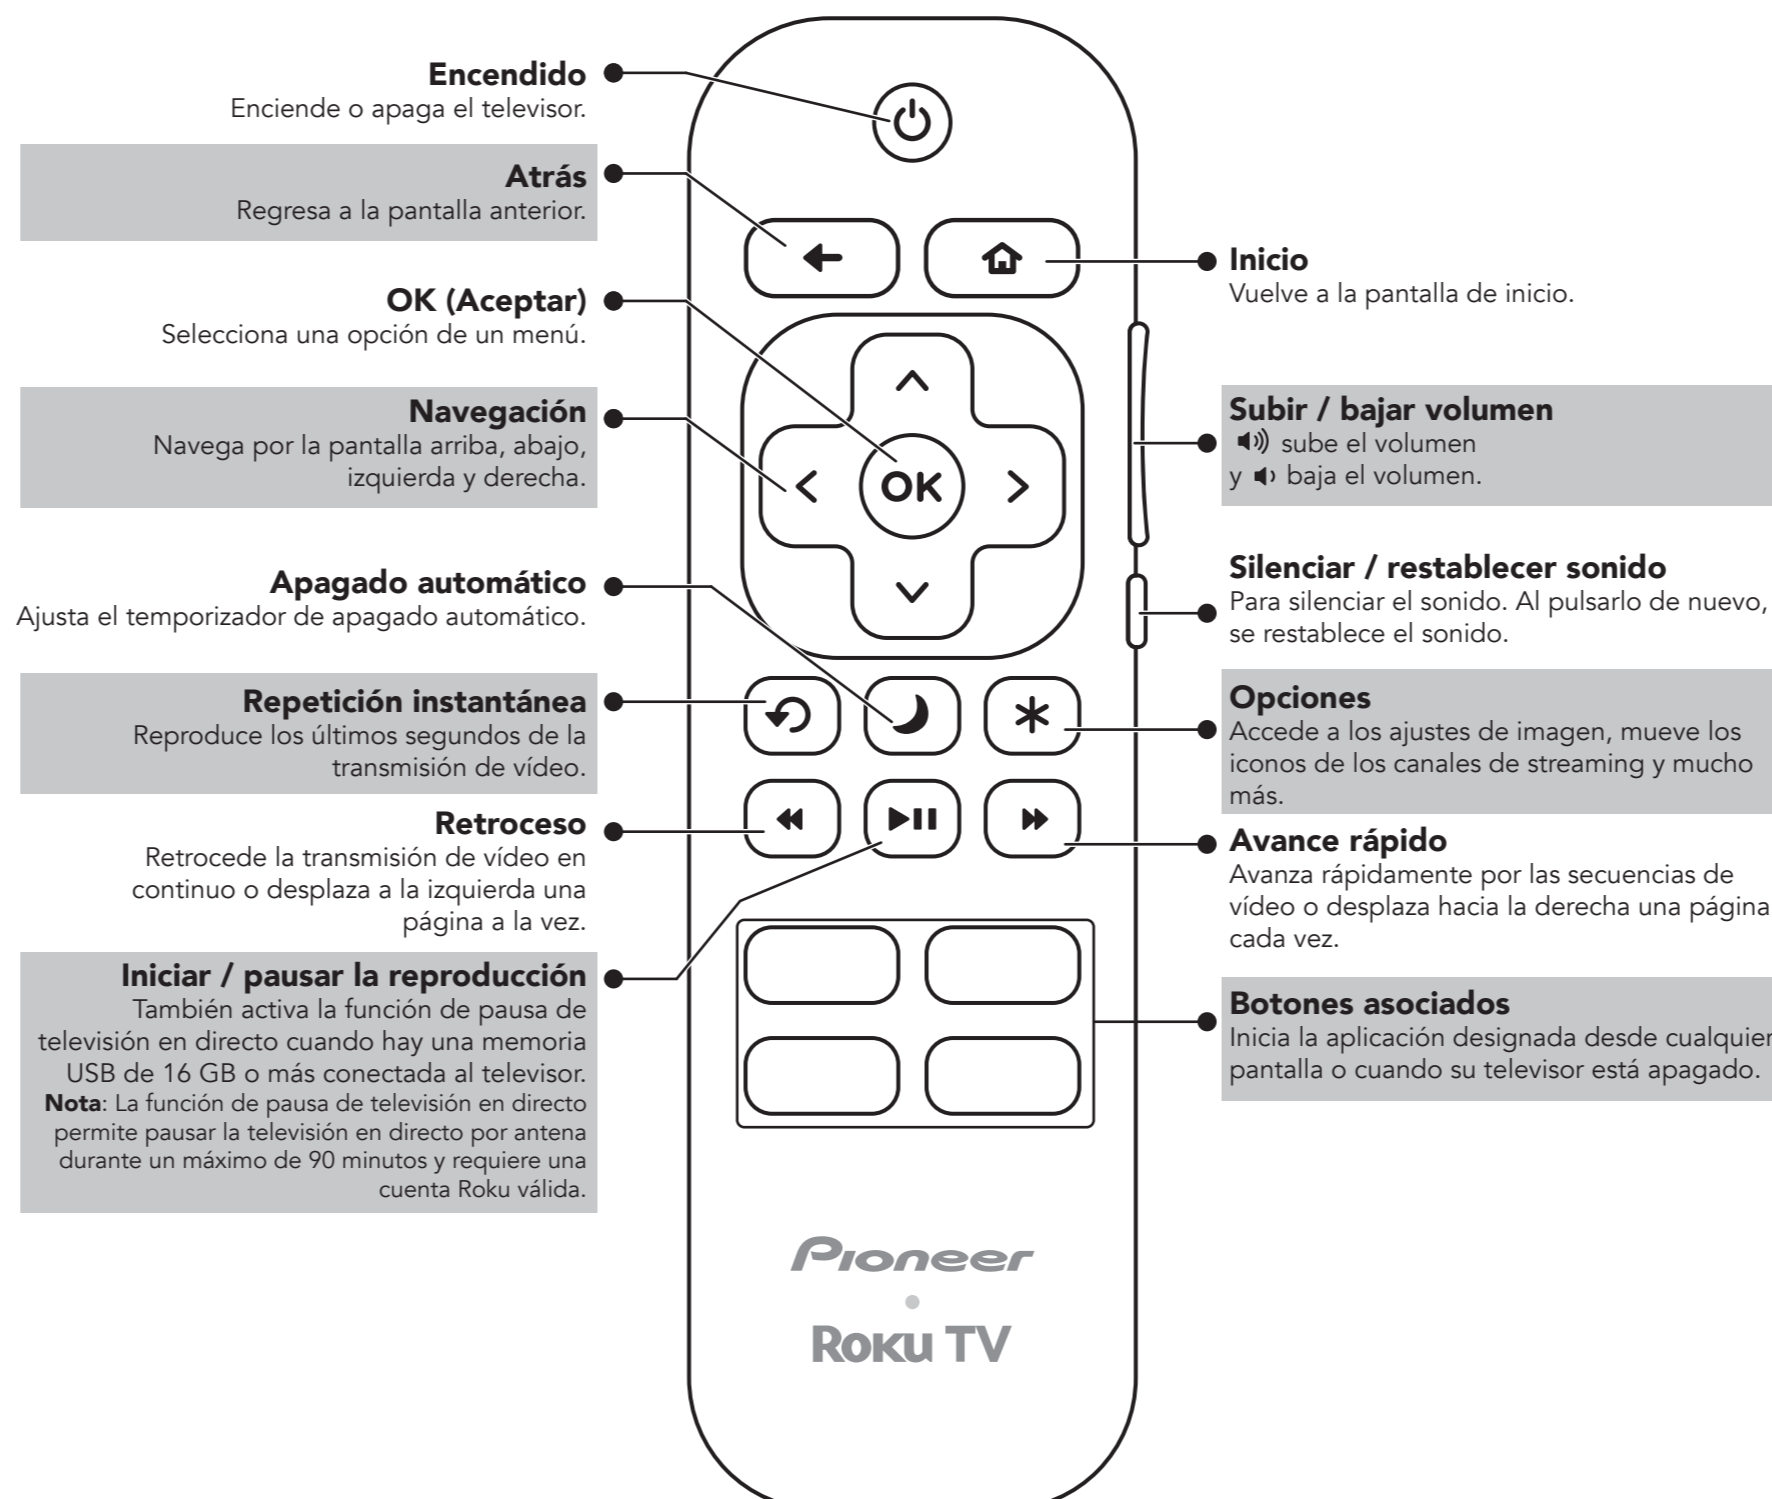 Encendido
Enciende o apaga el televisor.
Atrás
Regresa a la pantalla anterior.
OK (Aceptar)
Selecciona una opción de un menú.
Navegación
Navega por la pantalla arriba, abajo,
izquierda y derecha.
Apagado automático
Ajusta el temporizador de apagado automático.
Repetición instantánea
Reproduce los últimos segundos de la
transmisión de vídeo.
Retroceso
Retrocede la transmisión de vídeo en
continuo o desplaza a la izquierda una
página a la vez.
Iniciar / pausar la reproducción
También activa la función de pausa de
televisión en directo cuando hay una memoria
USB de 16 GB o más conectada al televisor.
Nota: La función de pausa de televisión en directo
permite pausar la televisión en directo por antena
durante un máximo de 90 minutos y requiere una
cuenta Roku válida.
OK
Pioneer
Roku TV
Inicio
Vuelve a la pantalla de inicio.
Subir / bajar volumen
sube el volumen
y baja el volumen.
Silenciar / restablecer sonido
Para silenciar el sonido. Al pulsarlo de nuevo,
se restablece el sonido.
Opciones
Accede a los ajustes de imagen, mueve los
iconos de los canales de streaming y mucho
más.
Avance rápido
Avanza rápidamente por las secuencias de
vídeo o desplaza hacia la derecha una página
cada vez.
Botones asociados
Inicia la aplicación designada desde cualquier
pantalla o cuando su televisor está apagado.